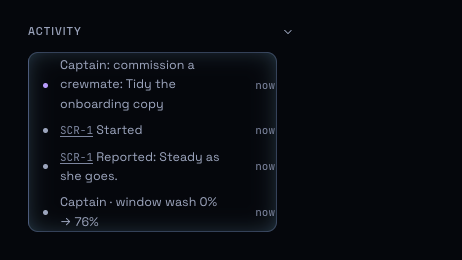 ACTIVITY
Captain: commission a
crewmate: Tidy the
onboarding copy
now
SCR-1 Started
now
SCR-1 Reported: Steady as
she goes.
now
Captain · window wash 0%
→ 76%
now